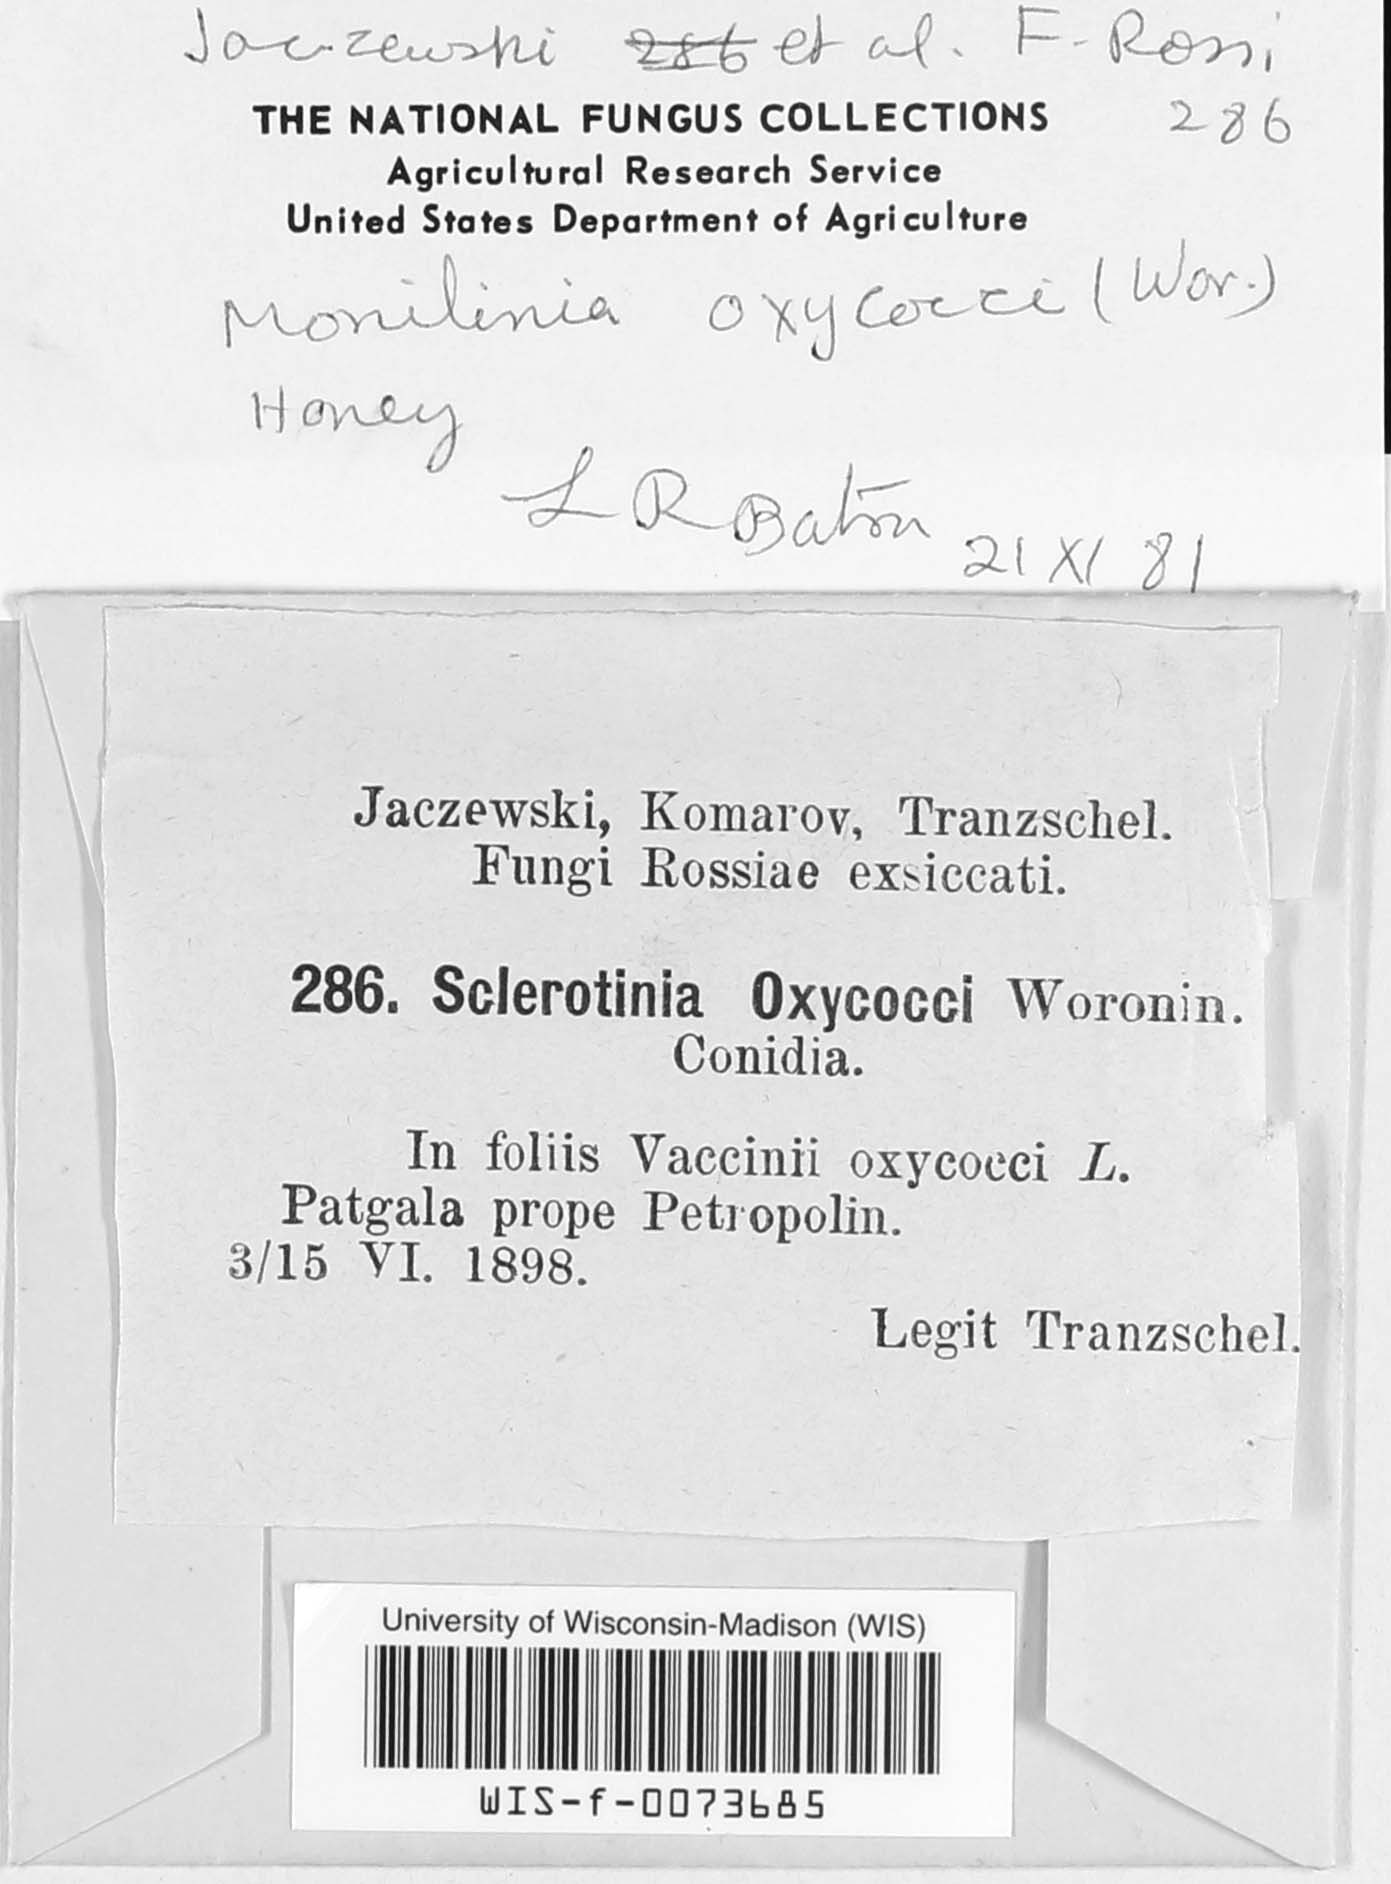 Jaczewski 286 et al. F. Rossi
THE NATIONAL FUNGUS COLLECTIONS 286
Agricultural Research Service
United States Department of Agriculture
Monilinia oxycocci (Wor.)
Honey
L R Batra 21 XI 81
Jaczewski, Komarov, Tranzschel.
Fungi Rossiae exsiccati.
286. Sclerotinia Oxycocci Woronin.
Conidia.
In foliis Vaccinii oxycocci L.
Patgala prope Petropolin.
3/15 VI. 1898.
Legit Tranzschel.
University of Wisconsin-Madison (WIS)
WIS-f-0073685